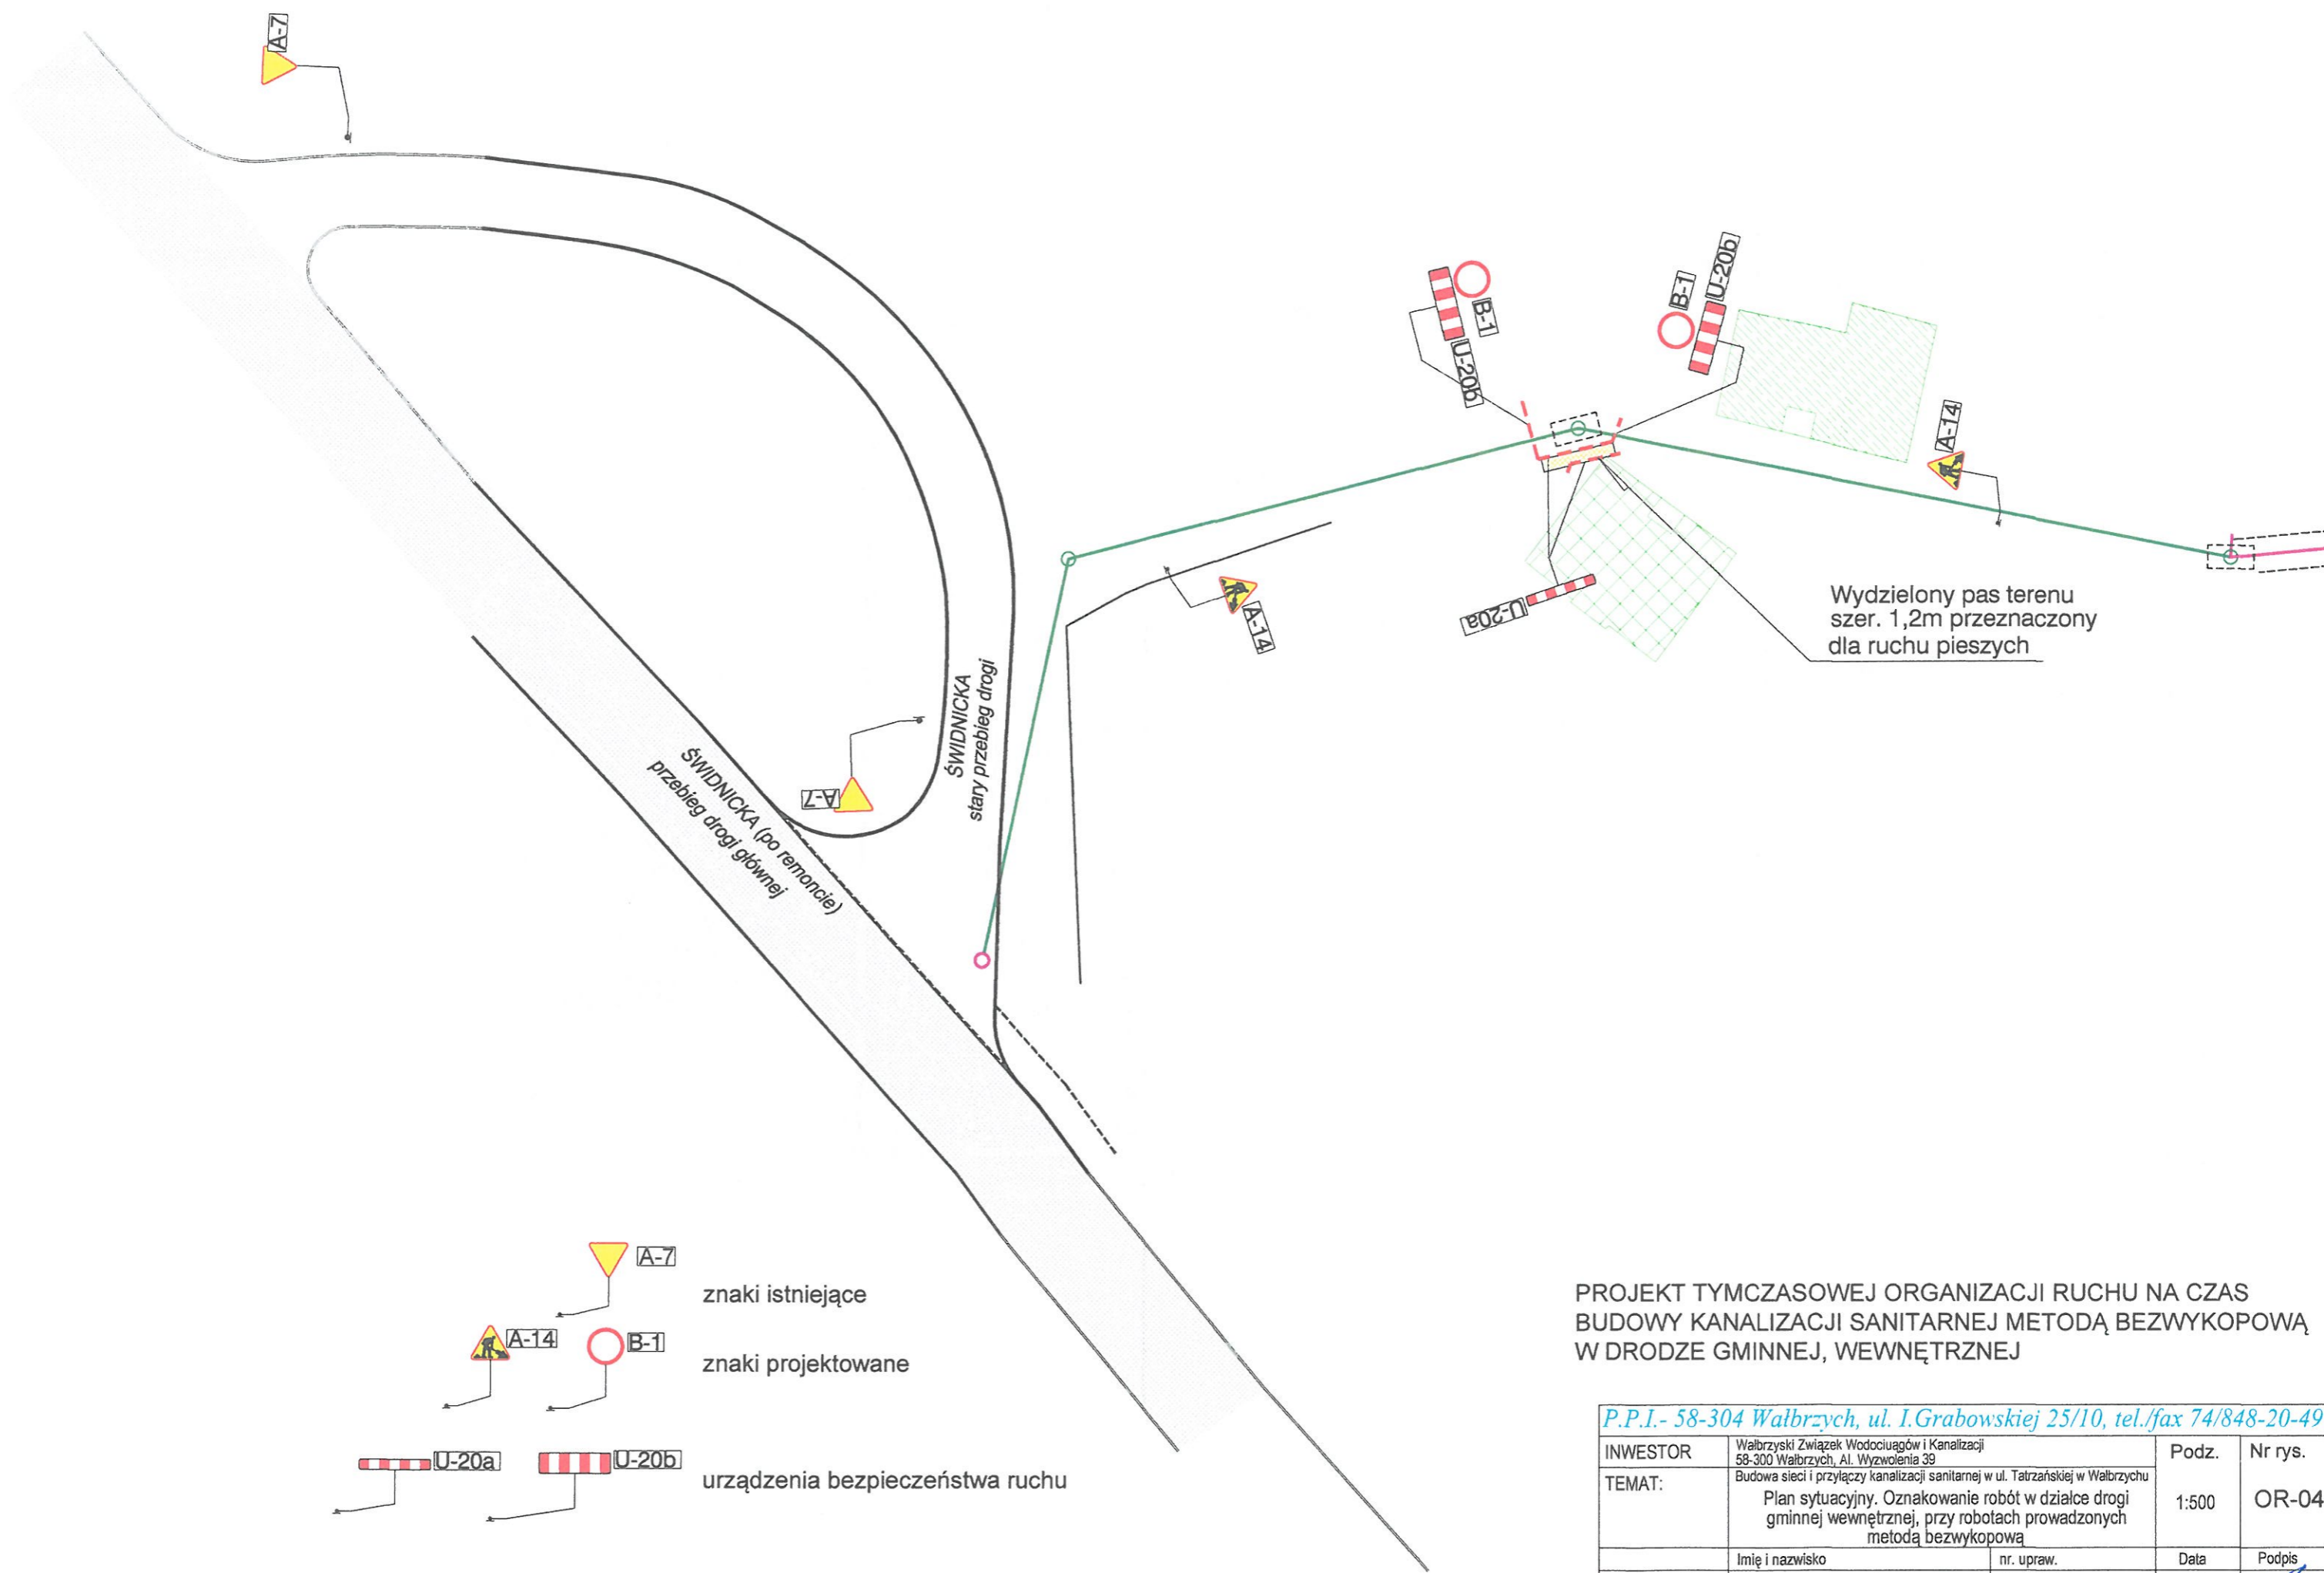 A-7
B-1
U-20b
B-1
U-20b
A-14
A-14
U-20a
Wydzielony pas terenu
szer. 1,2m przeznaczony
dla ruchu pieszych
ŚWIDNICKA
stary przebieg drogi
A-7
ŚWIDNICKA (po remoncie)
przebieg drogi głównej
A-7
znaki istniejące
A-14
B-1
znaki projektowane
U-20a
U-20b
urządzenia bezpieczeństwa ruchu
PROJEKT TYMCZASOWEJ ORGANIZACJI RUCHU NA CZAS
BUDOWY KANALIZACJI SANITARNEJ METODĄ BEZWYKOPOWĄ
W DRODZE GMINNEJ, WEWNĘTRZNEJ
P.P.I.- 58-304 Wałbrzych, ul. I.Grabowskiej 25/10, tel./fax 74/848-20-49
INWESTOR
Wałbrzyski Związek Wodociuągów i Kanalizacji
58-300 Wałbrzych, Al. Wyzwolenia 39
Podz.
Nr rys.
TEMAT:
Budowa sieci i przyłączy kanalizacji sanitarnej w ul. Tatrzańskiej w Wałbrzychu
Plan sytuacyjny. Oznakowanie robót w działce drogi
gminnej wewnętrznej, przy robotach prowadzonych
metodą bezwykopową
1:500
OR-04
Imię i nazwisko
nr. upraw.
Data
Podpis